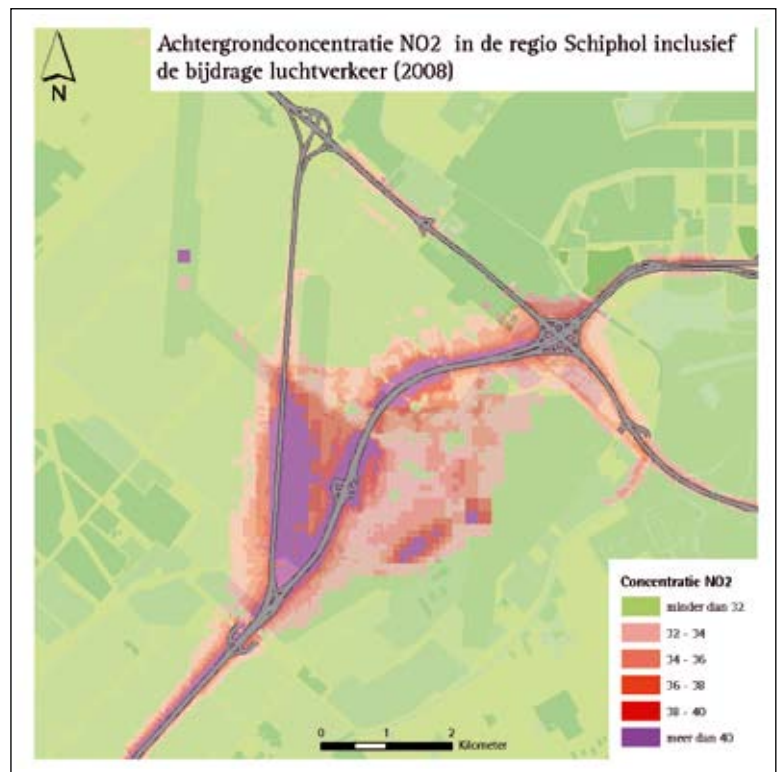 Achtergrondconcentratie NO2 in de regio Schiphol inclusief
de bijdrage luchtverkeer (2008)
N
Concentratie NO2
minder dan 32
32 - 34
34 - 36
36 - 38
38 - 40
meer dan 40
0 1 2
Kilometer